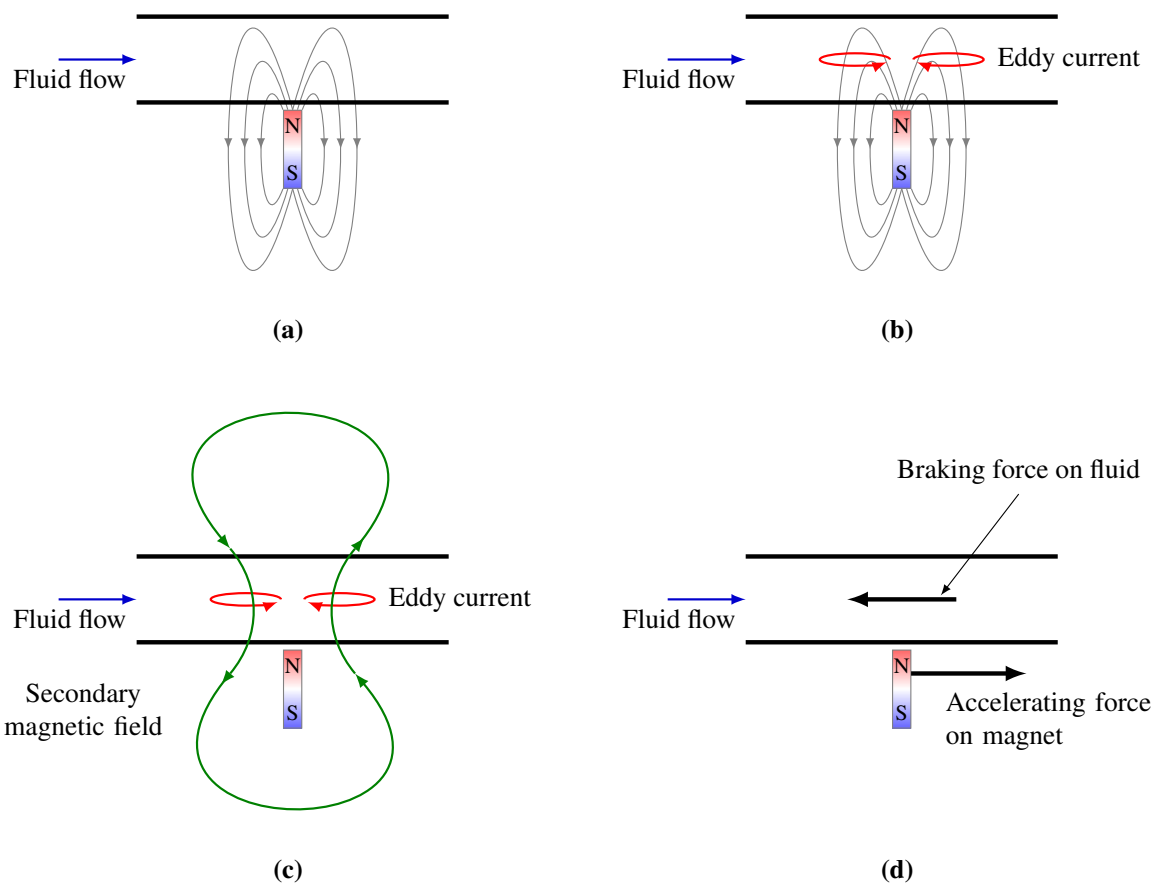 Fluid flow
N
S
(a)
Fluid flow
Eddy current
N
S
(b)
Fluid flow
Eddy current
N
S
Secondary
magnetic field
(c)
Braking force on fluid
Fluid flow
N
S
Accelerating force
on magnet
(d)